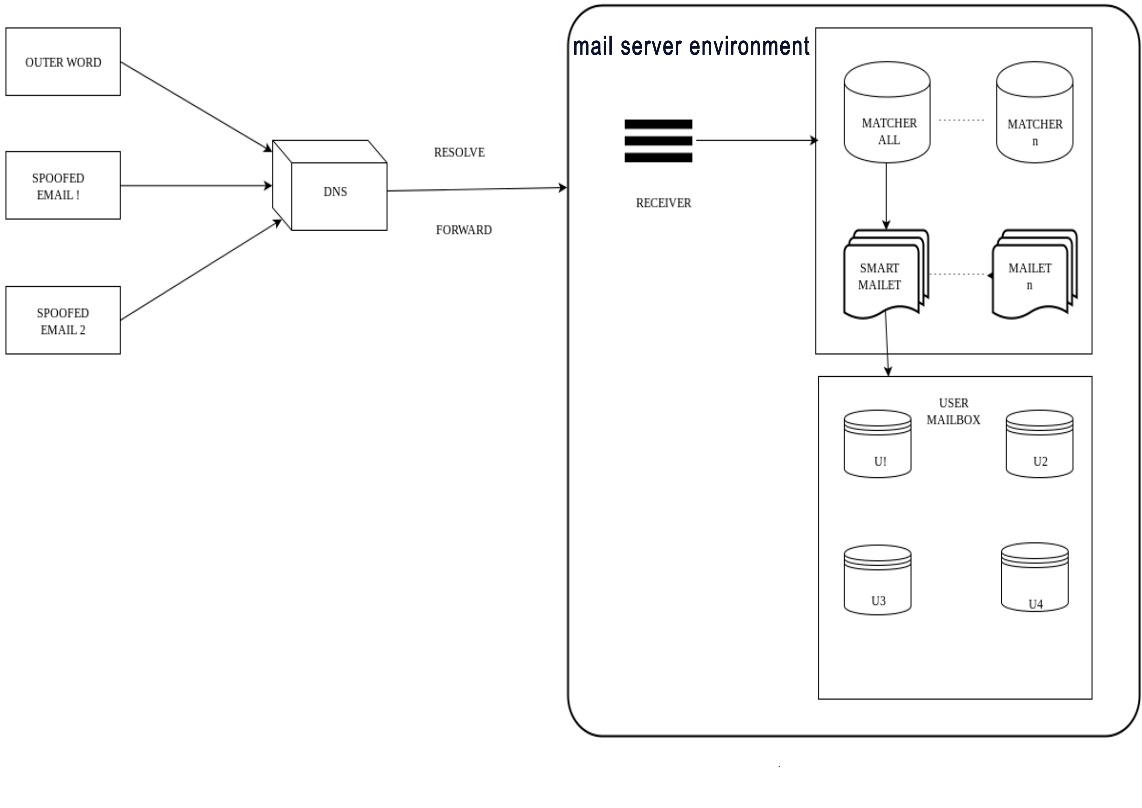 OUTER WORD
SPOOFED
EMAIL !
SPOOFED
EMAIL 2
DNS
RESOLVE
FORWARD
mail server environment
RECEIVER
MATCHER
ALL
MATCHER
n
SMART
MAILET
MAILET
n
USER
MAILBOX
U!
U2
U3
U4